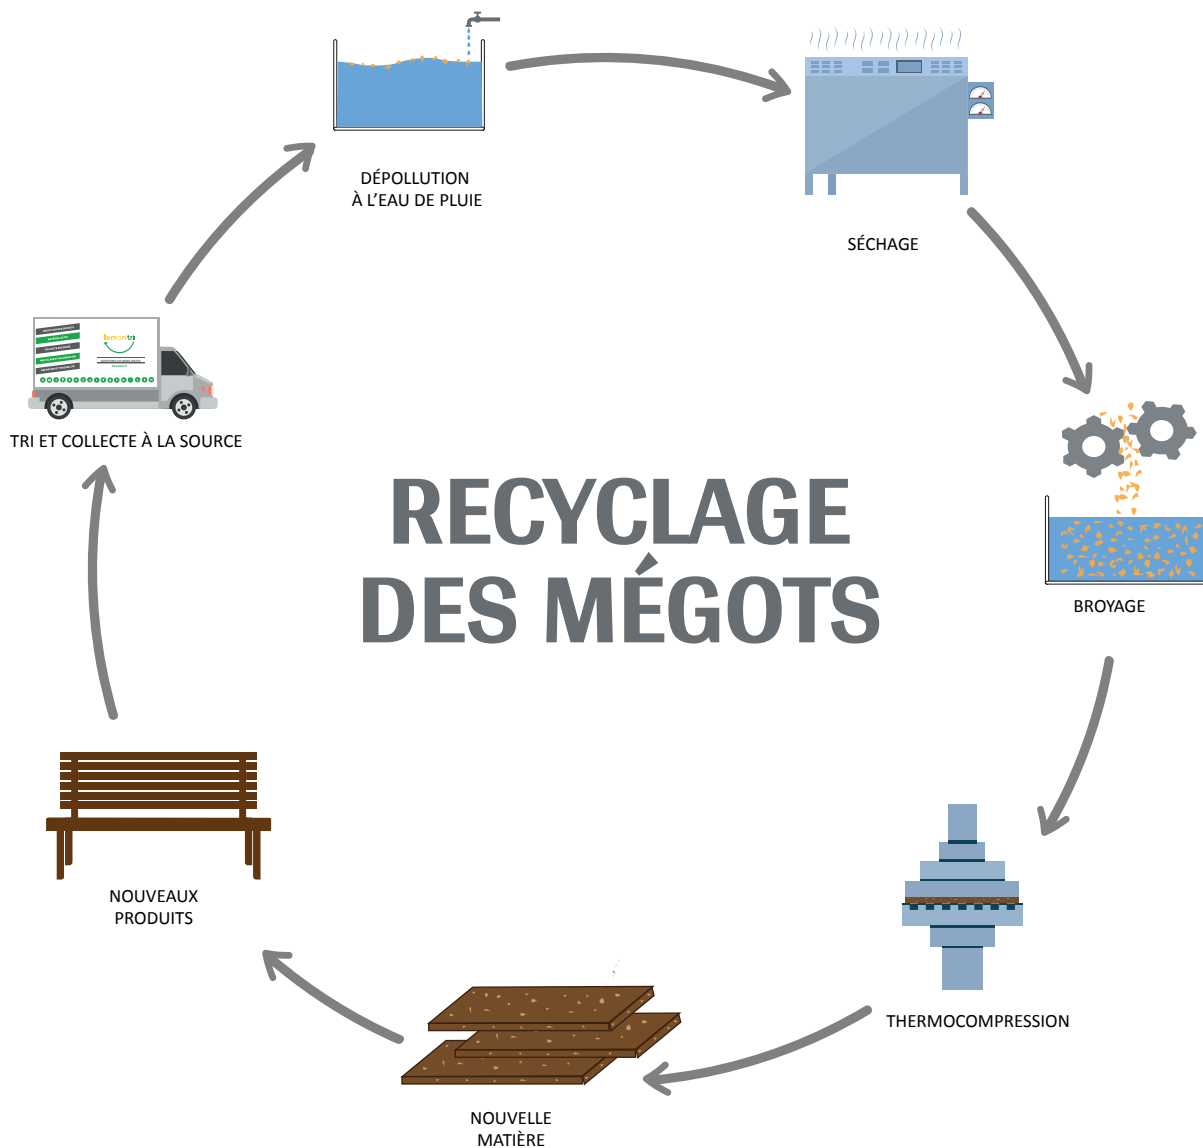 DÉPOLLUTION
À L'EAU DE PLUIE
SÉCHAGE
lemontri
TRI ET COLLECTE À LA SOURCE
RECYCLAGE
DES MÉGOTS
BROYAGE
NOUVEAUX
PRODUITS
THERMOCOMPRESSION
NOUVELLE
MATIÈRE